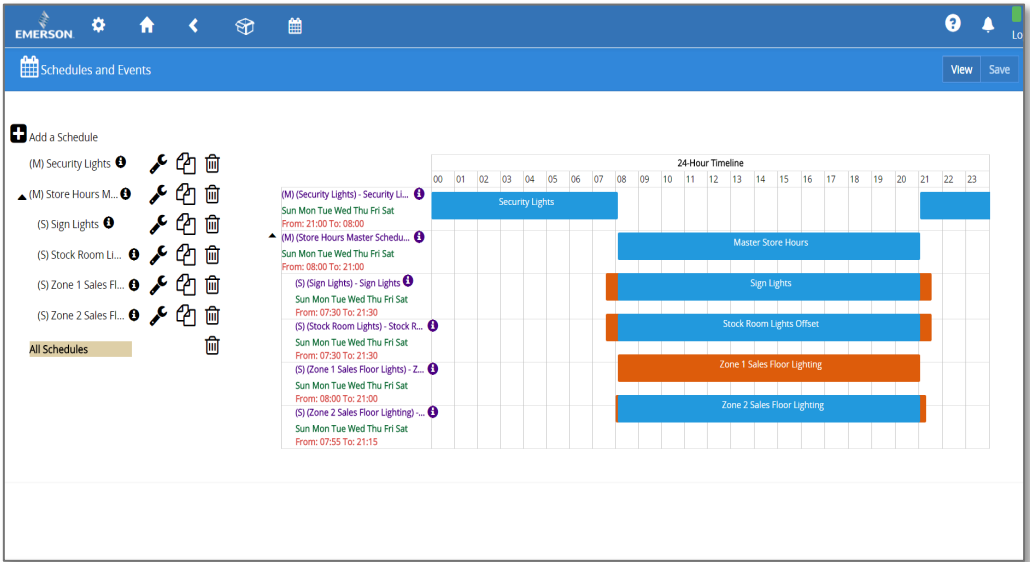 EMERSON
Lo
Schedules and Events
View Save
Add a Schedule
(M) Security Lights
(M) Store Hours M...
(S) Sign Lights
(S) Stock Room Li...
(S) Zone 1 Sales Fl...
(S) Zone 2 Sales Fl...
All Schedules
24-Hour Timeline
00 01 02 03 04 05 06 07 08 09 10 11 12 13 14 15 16 17 18 19 20 21 22 23
(M) (Security Lights) - Security Li...
Sun Mon Tue Wed Thu Fri Sat
From: 21:00 To: 08:00
Security Lights
(M) (Store Hours Master Schedu...
Sun Mon Tue Wed Thu Fri Sat
From: 08:00 To: 21:00
Master Store Hours
(S) (Sign Lights) - Sign Lights
Sun Mon Tue Wed Thu Fri Sat
From: 07:30 To: 21:30
Sign Lights
(S) (Stock Room Lights) - Stock R...
Sun Mon Tue Wed Thu Fri Sat
From: 07:30 To: 21:30
Stock Room Lights Offset
(S) (Zone 1 Sales Floor Lights) - Z...
Sun Mon Tue Wed Thu Fri Sat
From: 08:00 To: 21:00
Zone 1 Sales Floor Lighting
(S) (Zone 2 Sales Floor Lighting) -...
Sun Mon Tue Wed Thu Fri Sat
From: 07:55 To: 21:15
Zone 2 Sales Floor Lighting